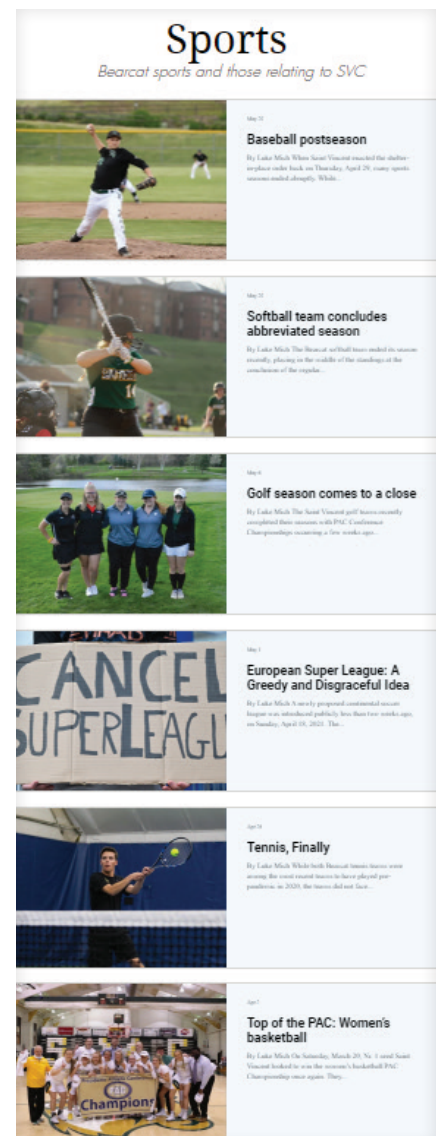 Sports
Bearcat sports and those relating to SVC
Baseball postseason
By Luke Mich When Saint Vincent enacted the shelter-
in-place order back on Thursday, April 29, many sports
seasons ended abruptly. While...
Softball team concludes
abbreviated season
By Luke Mich The Bearcat softball team ended its season
recently, placing in the middle of the standings at the
conclusion of the regular...
Golf season comes to a close
By Luke Mich The Saint Vincent golf teams recently
completed their seasons with PAC Conference
Championships occurring a few weeks ago...
CANCEL
SUPERLEAGU
European Super League: A
Greedy and Disgraceful Idea
By Luke Mich A newly proposed continental soccer
league was introduced publicly less than two weeks ago,
on Sunday, April 18, 2021. The...
Tennis, Finally
By Luke Mich While both Bearcat tennis teams were
among the most recent teams to have played pre-
pandemic in 2020, the teams did not face...
Top of the PAC: Women's
basketball
By Luke Mich On Saturday, March 20, No. 1 seed Saint
Vincent looked to win the women's basketball PAC
Championship once again. They...
Champions